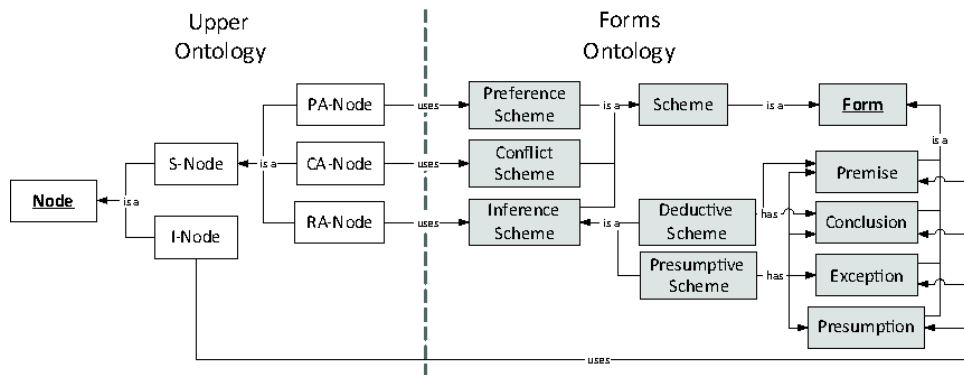 Upper
Ontology
Forms
Ontology
PA-Node
uses
Preference
Scheme
is a
Scheme
is a
Form
is a
S-Node
is a
CA-Node
uses
Conflict
Scheme
Premise
Node
is a
I-Node
RA-Node
uses
Inference
Scheme
is a
Deductive
Scheme
has
Conclusion
Presumptive
Scheme
has
Exception
Presumption
uses